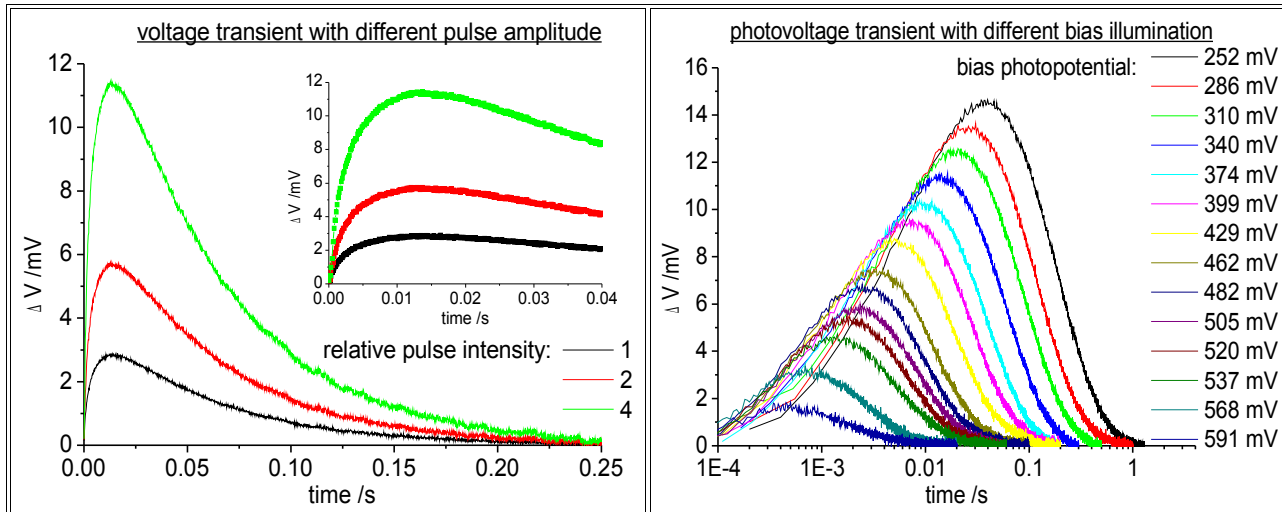 voltage transient with different pulse amplitude
12
10
8
6
4
2
0
Δ V /mV
0.00 0.05 0.10 0.15 0.20 0.25
time /s
12
10
8
6
4
2
0
Δ V /mV
0.00 0.01 0.02 0.03 0.04
time /s
relative pulse intensity:
1
2
4
photovoltage transient with different bias illumination
bias photopotential:
252 mV
286 mV
310 mV
340 mV
374 mV
399 mV
429 mV
462 mV
482 mV
505 mV
520 mV
537 mV
568 mV
591 mV
16
14
12
10
8
6
4
2
0
Δ V /mV
1E-4 1E-3 0.01 0.1 1
time /s